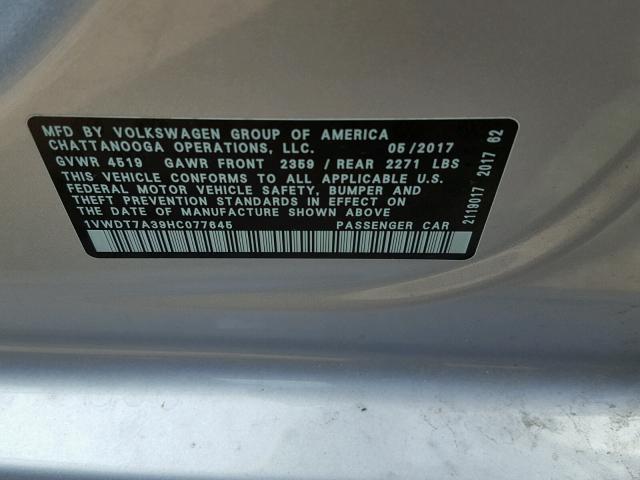 MFD BY VOLKSWAGEN GROUP OF AMERICA
CHATTANOOGA OPERATIONS, LLC. 05/2017
GVWR 4519 GAWR FRONT 2359 / REAR 2271 LBS
THIS VEHICLE CONFORMS TO ALL APPLICABLE U.S.
FEDERAL MOTOR VEHICLE SAFETY, BUMPER AND
THEFT PREVENTION STANDARDS IN EFFECT ON
THE DATE OF MANUFACTURE SHOWN ABOVE
1VWDT7A39HC077645 PASSENGER CAR
2119017 2017 62